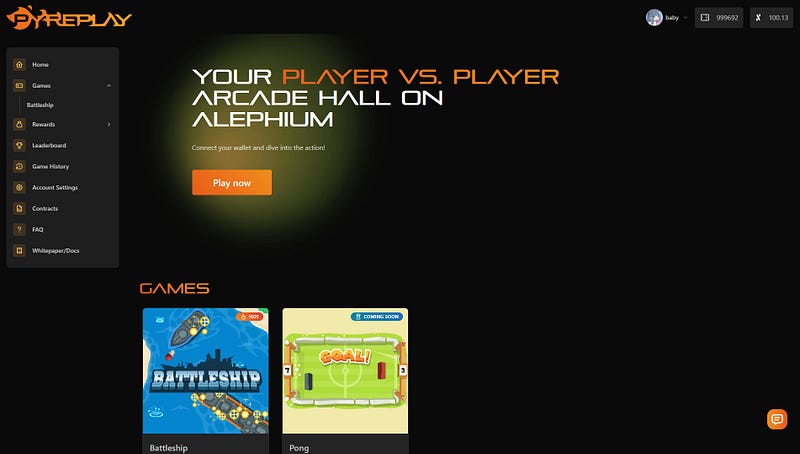 PYREPLAY
baby
999692
100.13
Home
Games
Battleship
Rewards
Leaderboard
Game History
Account Settings
Contracts
FAQ
Whitepaper/Docs
YOUR PLAYER VS. PLAYER
ARCADE HALL ON
ALEPHIUM
Connect your wallet and dive into the action!
Play now
GAMES
HOT
BATTLESHIP
Battleship
COMING SOON
GOAL!
7
3
Pong